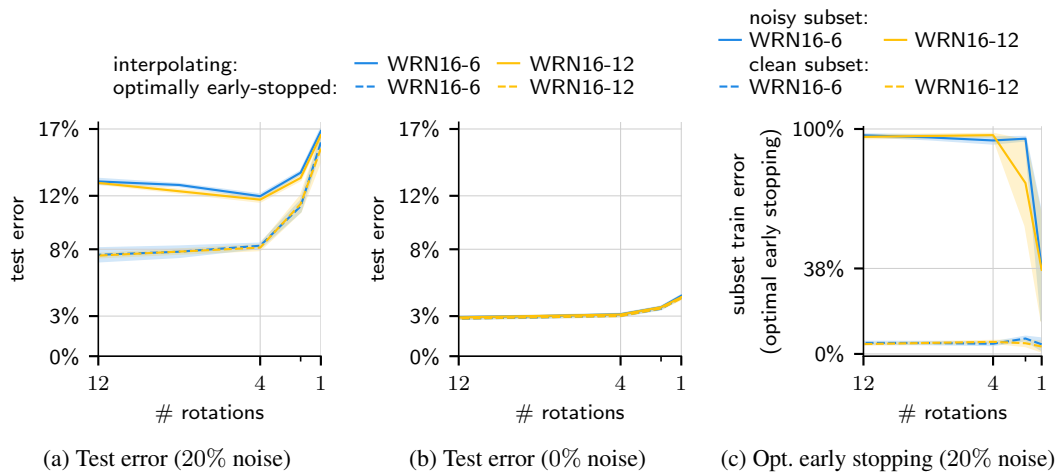 noisy subset:
WRN16-6 WRN16-12
clean subset:
WRN16-6 WRN16-12
interpolating: WRN16-6 WRN16-12
optimally early-stopped: WRN16-6 WRN16-12
test error
17%
12%
8%
3%
0%
12 4 1
# rotations
(a) Test error (20% noise)
test error
17%
12%
8%
3%
0%
12 4 1
# rotations
(b) Test error (0% noise)
subset train error
(optimal early stopping)
100%
38%
0%
12 4 1
# rotations
(c) Opt. early stopping (20% noise)